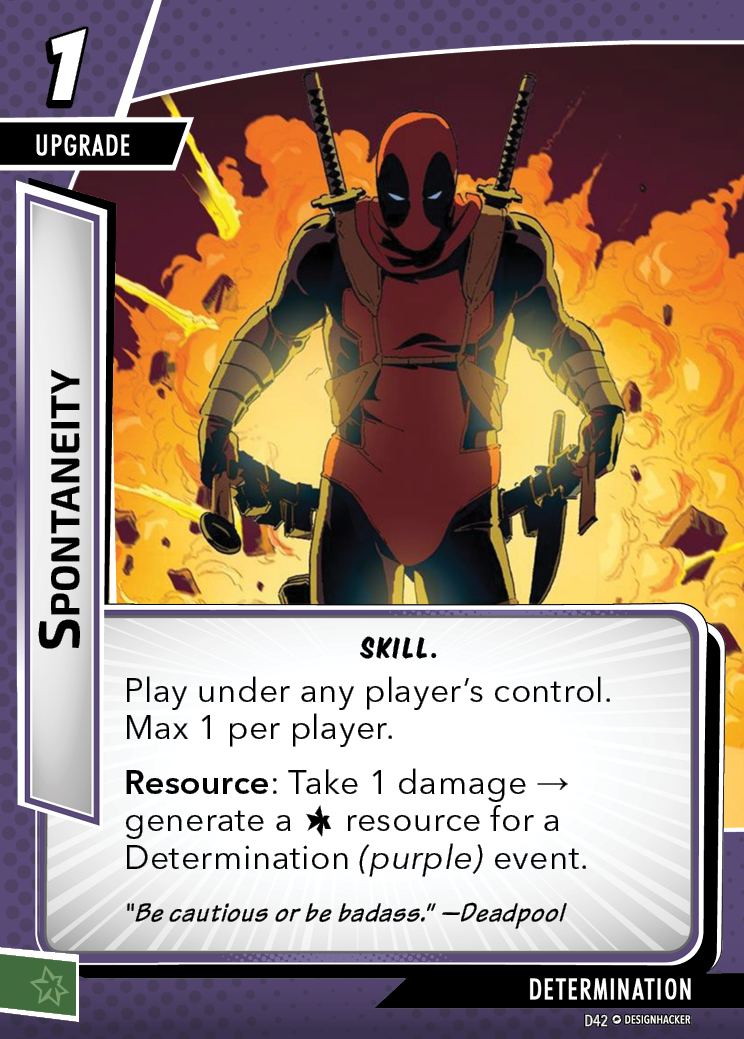 1
UPGRADE
SPONTANEITY
SKILL.
Play under any player's control.
Max 1 per player.
Resource: Take 1 damage →
generate a resource for a
Determination (purple) event.
"Be cautious or be badass." —Deadpool
DETERMINATION
D42 DESIGNHACKER